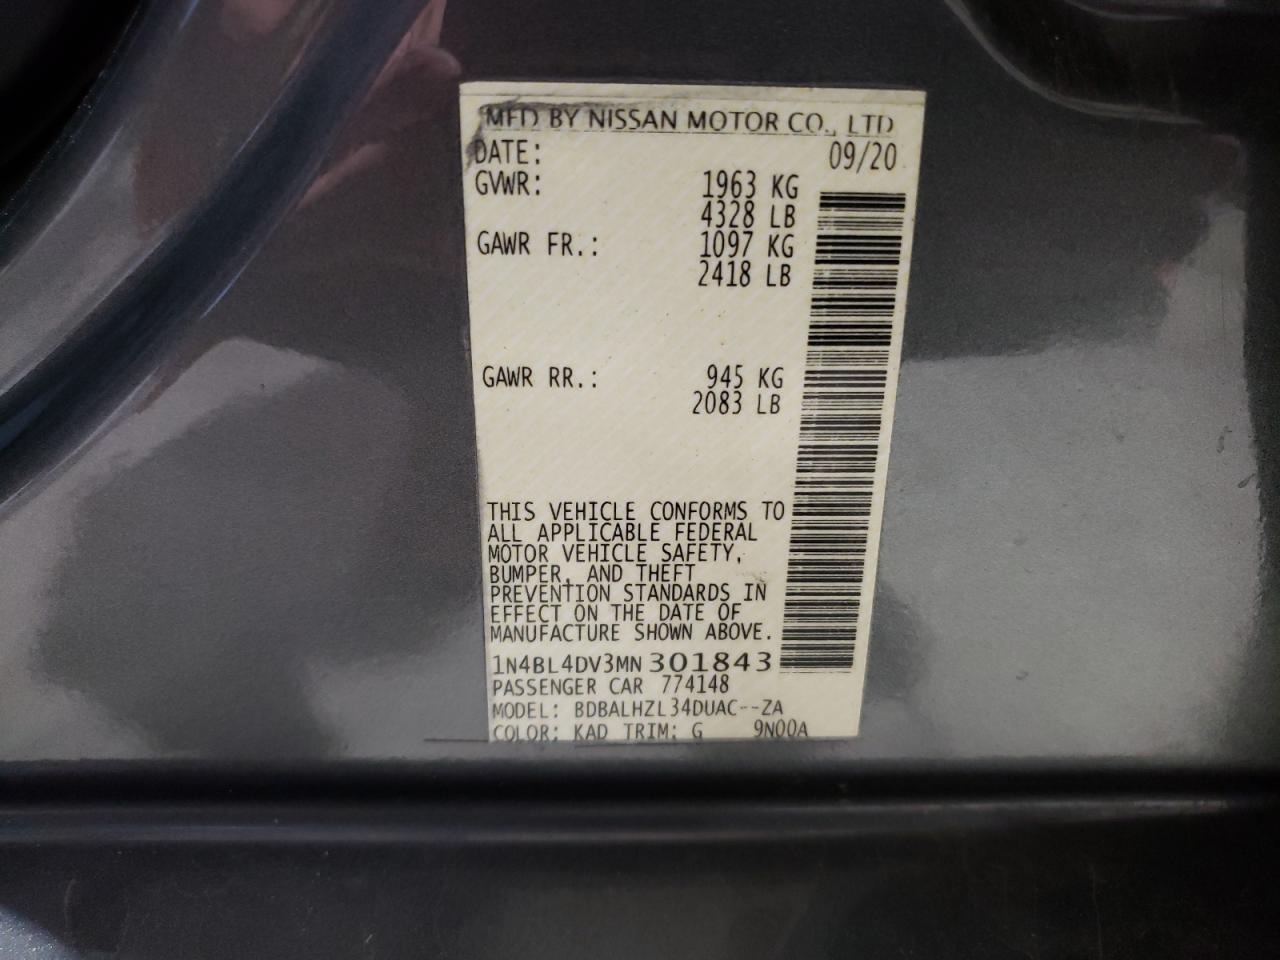 MFD BY NISSAN MOTOR CO., LTD
DATE: 09/20
GVWR: 1963 KG
4328 LB
GAWR FR.: 1097 KG
2418 LB
GAWR RR.: 945 KG
2083 LB
THIS VEHICLE CONFORMS TO
ALL APPLICABLE FEDERAL
MOTOR VEHICLE SAFETY,
BUMPER, AND THEFT
PREVENTION STANDARDS IN
EFFECT ON THE DATE OF
MANUFACTURE SHOWN ABOVE.
1N4BL4DV3MN301843
PASSENGER CAR 774148
MODEL: BDBALHZL34DUAC--ZA
COLOR: KAD TRIM: G 9N00A